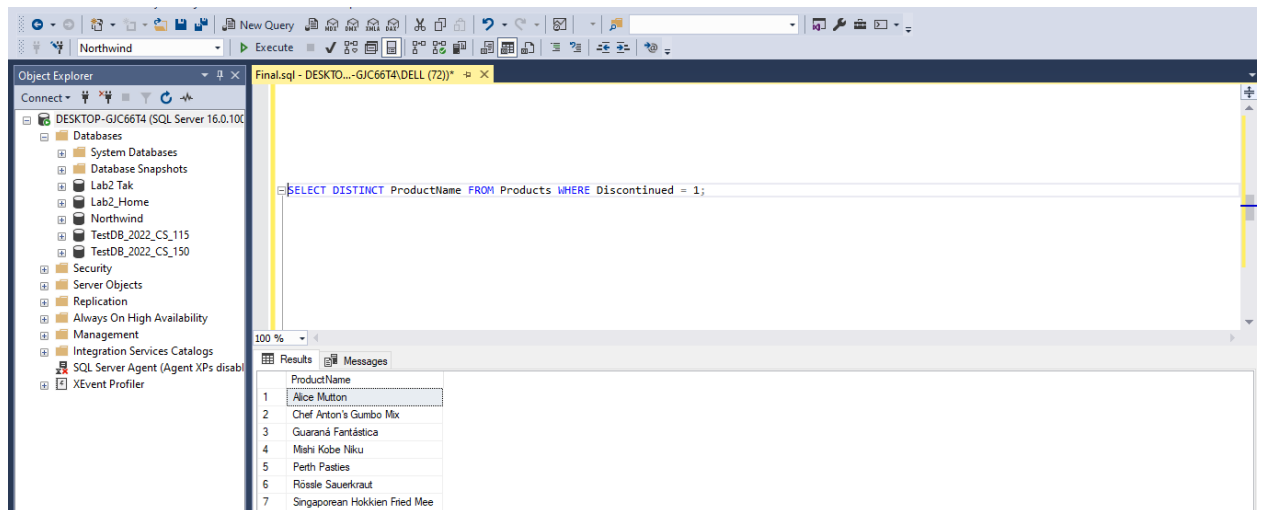 New Query MDX DMX XMLA DAX
Northwind Execute
Object Explorer
Connect
DESKTOP-GJC66T4 (SQL Server 16.0.100
Databases
System Databases
Database Snapshots
Lab2 Tak
Lab2_Home
Northwind
TestDB_2022_CS_115
TestDB_2022_CS_150
Security
Server Objects
Replication
Always On High Availability
Management
Integration Services Catalogs
SQL Server Agent (Agent XPs disabl
XEvent Profiler
Final.sql - DESKTO...-GJC66T4\DELL (72))*
SELECT DISTINCT ProductName FROM Products WHERE Discontinued = 1;
100 %
Results Messages
ProductName
1 Alice Mutton
2 Chef Anton's Gumbo Mix
3 Guaraná Fantástica
4 Mishi Kobe Niku
5 Perth Pasties
6 Rössle Sauerkraut
7 Singaporean Hokkien Fried Mee